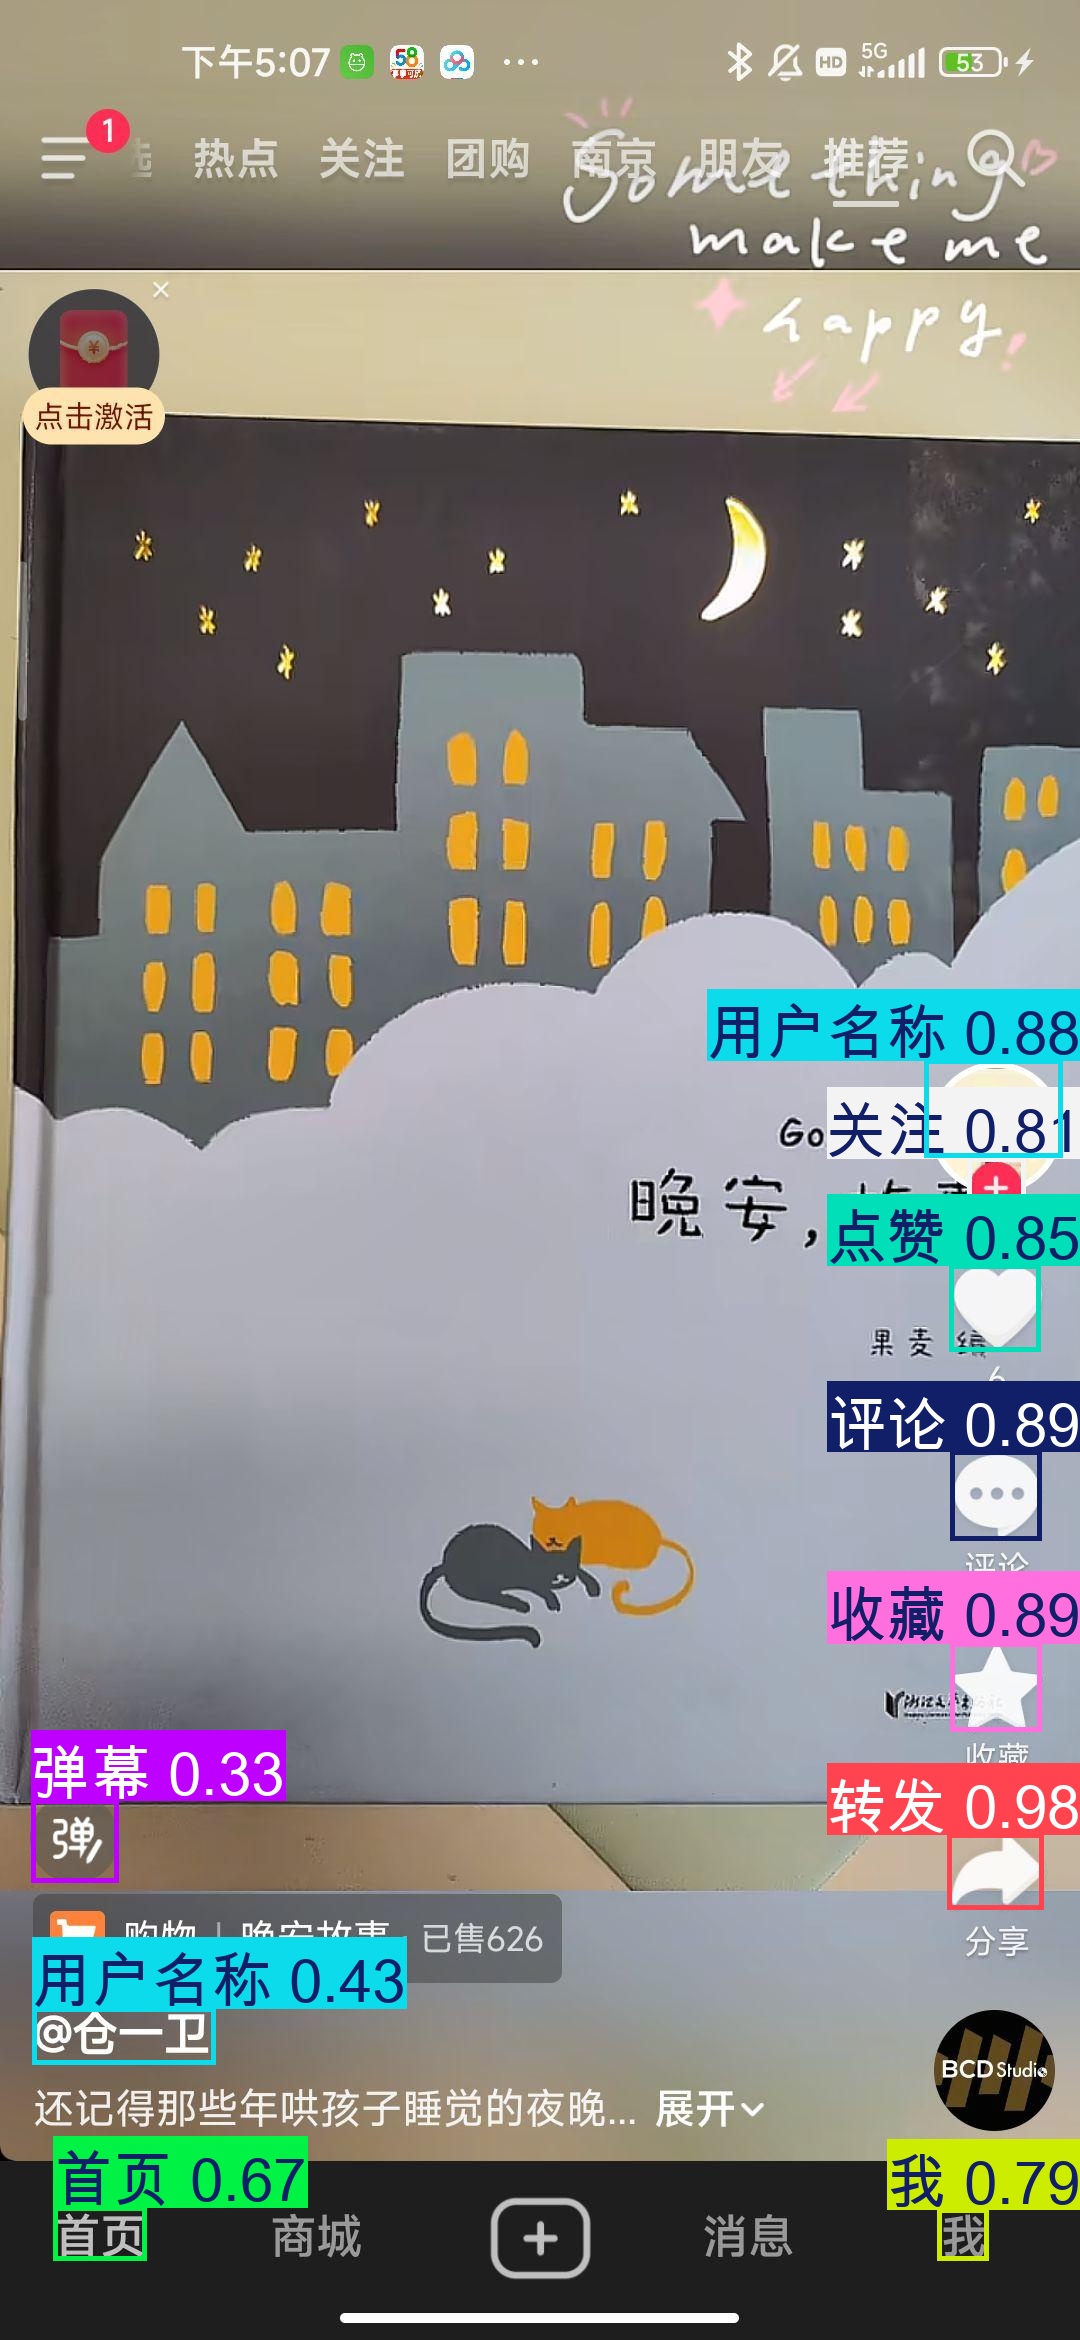 下午5:07 58 ... HD 5G 53
1
热点 关注 团购 南京 朋友 推荐
Something
make me
happy!
点击激活
用户名称 0.88
Go
关注 0.81
晚安,
点赞 0.85
果麦 编
6
评论 0.89
评论
收藏 0.89
收藏
弹幕 0.33
转发 0.98
弹
购物 | 晚安故事 已售626
分享
用户名称 0.43
@仓一卫
BCD Studio
还记得那些年哄孩子睡觉的夜晚... 展开
首页 0.67
我 0.79
首页 商城 消息 我